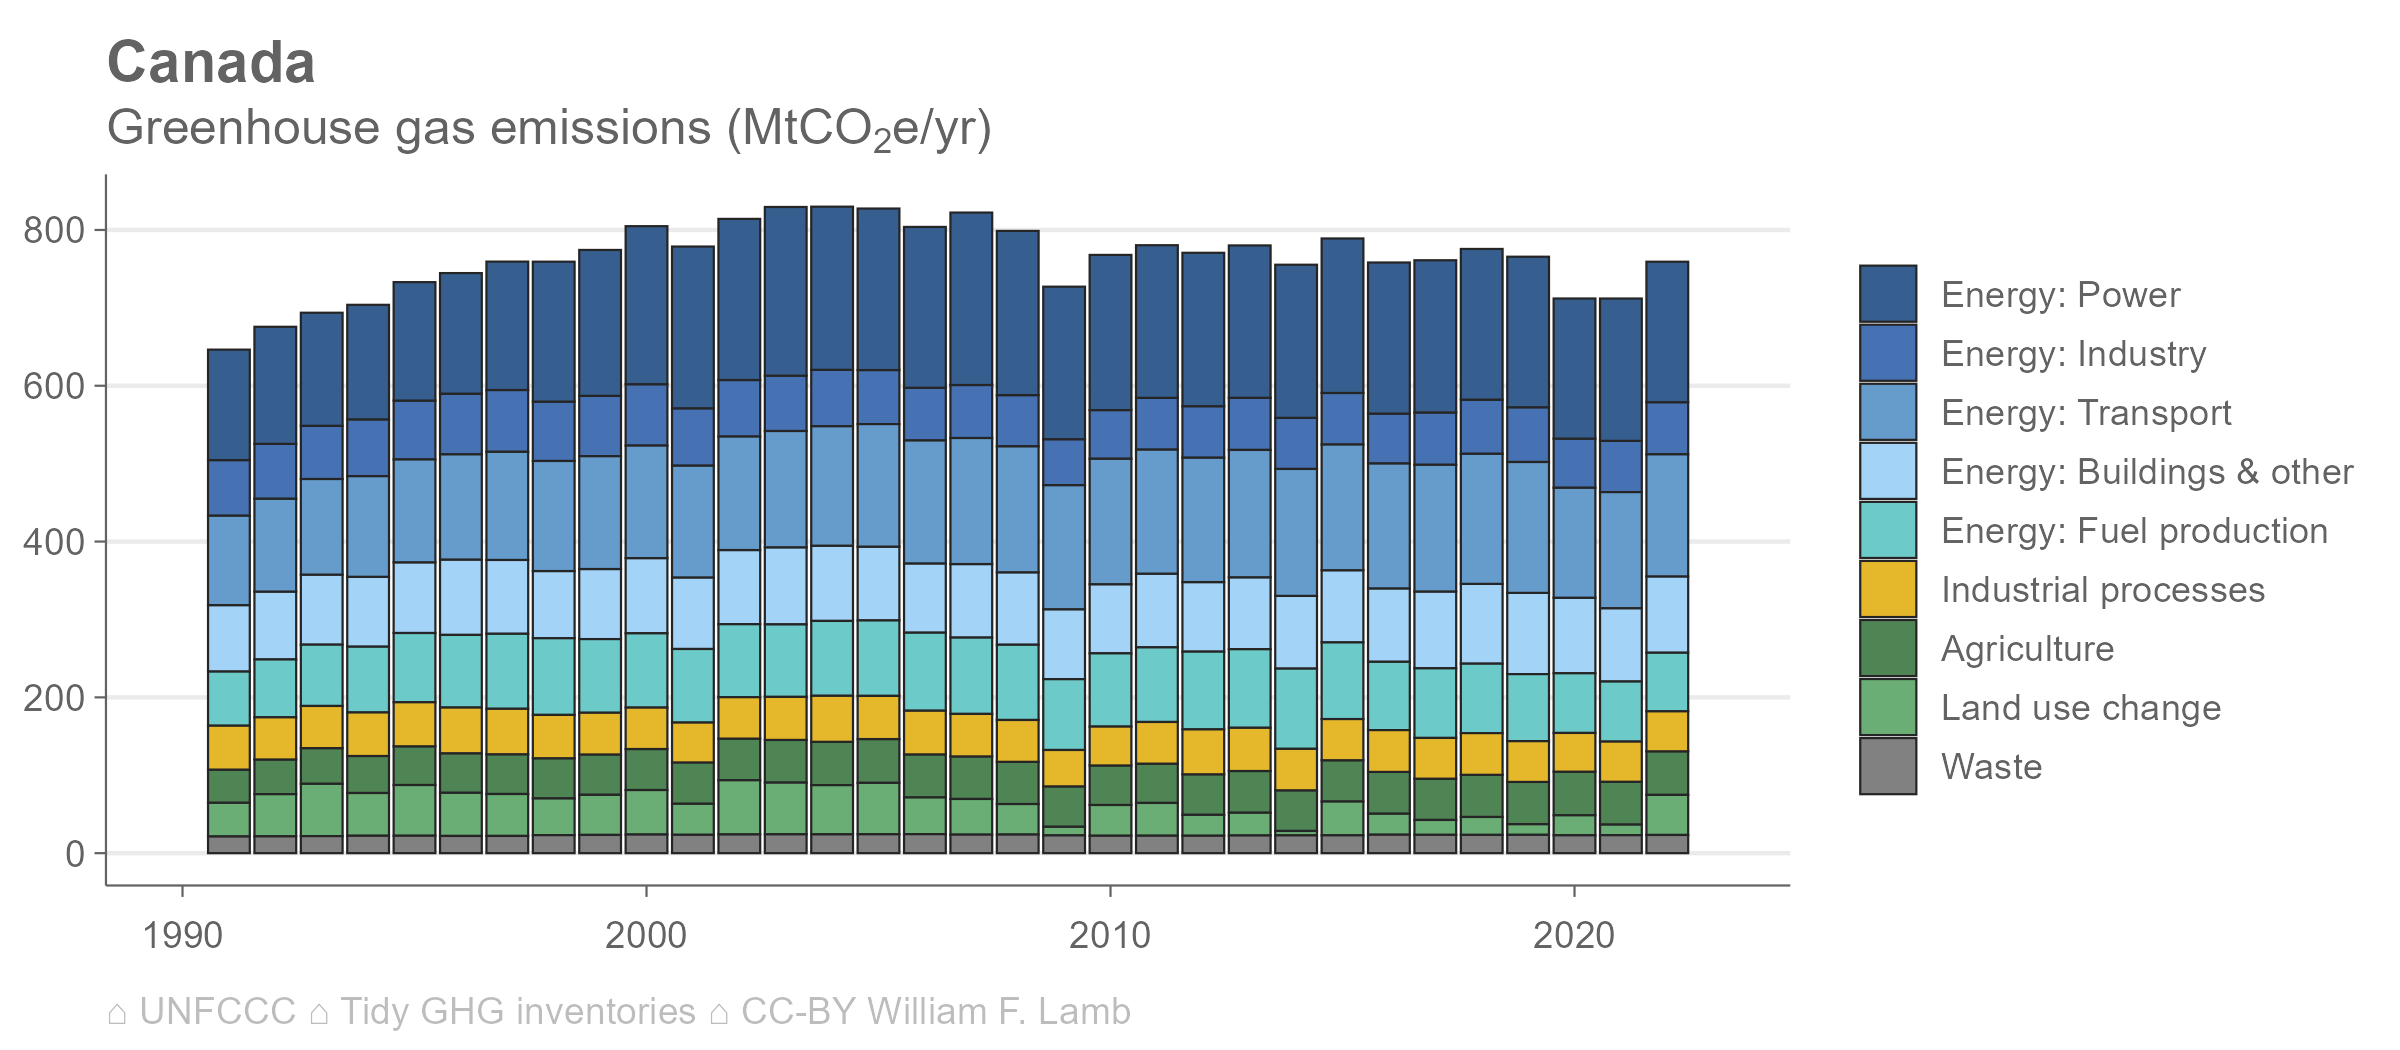 Canada
Greenhouse gas emissions (MtCO₂e/yr)
800
600
400
200
0
1990 2000 2010 2020
Energy: Power
Energy: Industry
Energy: Transport
Energy: Buildings & other
Energy: Fuel production
Industrial processes
Agriculture
Land use change
Waste
⌂ UNFCCC ⌂ Tidy GHG inventories ⌂ CC-BY William F. Lamb